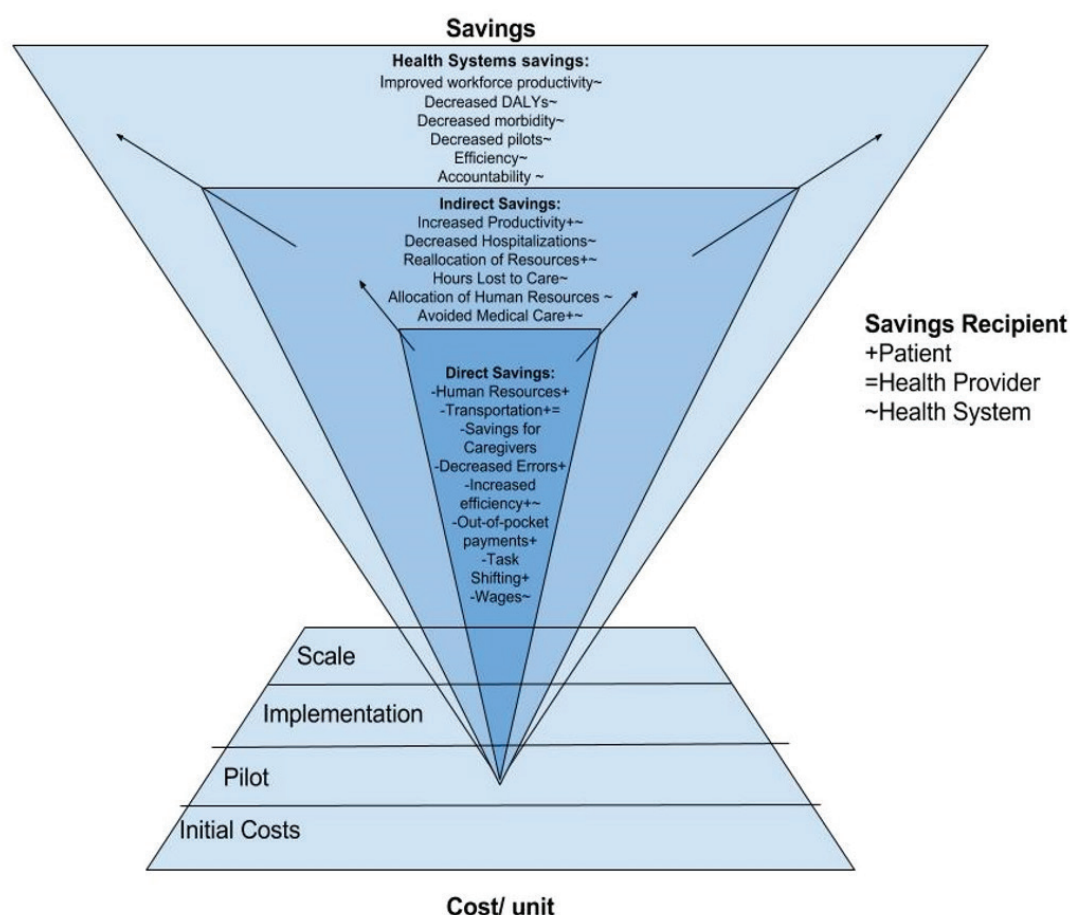 Savings
Health Systems savings:
Improved workforce productivity~
Decreased DALYs~
Decreased morbidity~
Decreased pilots~
Efficiency~
Accountability ~
Indirect Savings:
Increased Productivity+~
Decreased Hospitalizations~
Reallocation of Resources+~
Hours Lost to Care~
Allocation of Human Resources ~
Avoided Medical Care+~
Direct Savings:
-Human Resources+
-Transportation+=
-Savings for
Caregivers
-Decreased Errors+
-Increased
efficiency+~
-Out-of-pocket
payments+
-Task
Shifting+
-Wages~
Savings Recipient
+Patient
=Health Provider
~Health System
Scale
Implementation
Pilot
Initial Costs
Cost/ unit